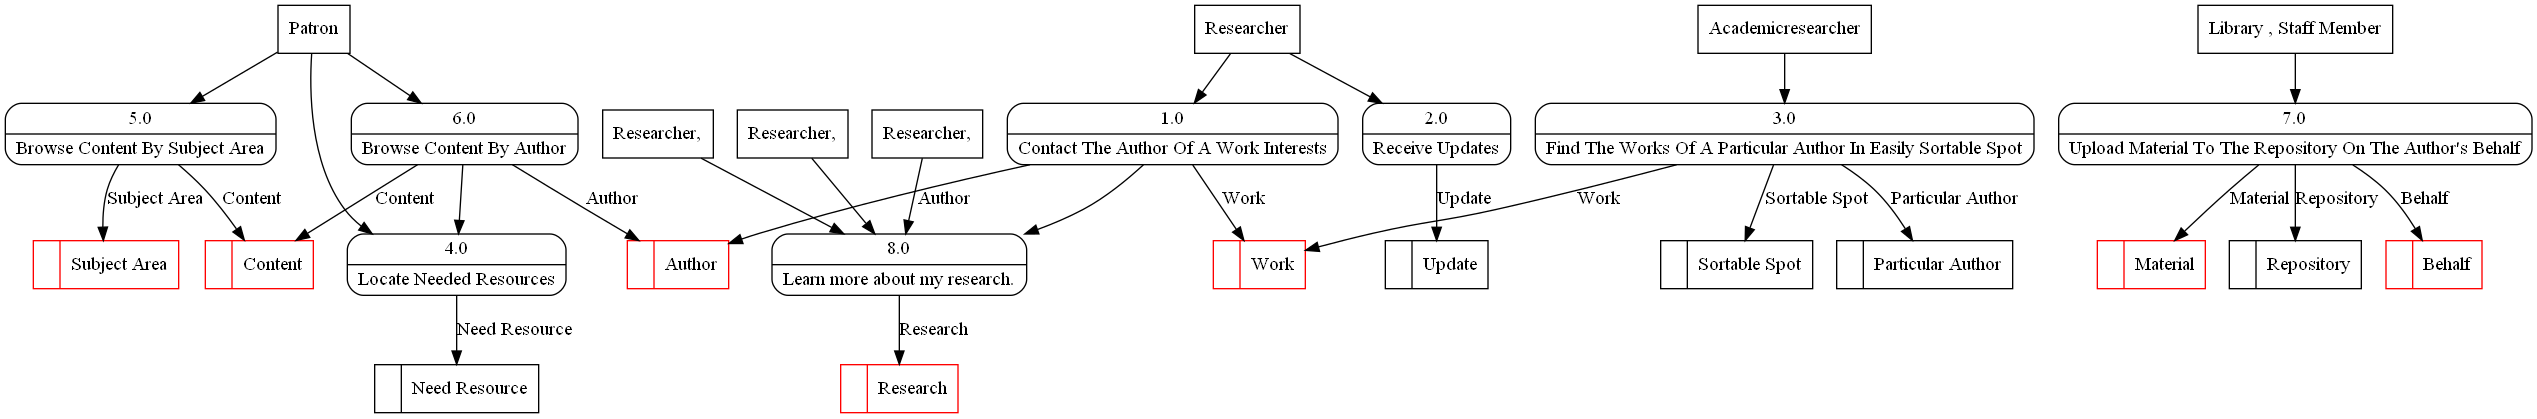 Patron
Researcher
Academicresearcher
Library , Staff Member
5.0
Browse Content By Subject Area
6.0
Browse Content By Author
Researcher,
Researcher,
Researcher,
1.0
Contact The Author Of A Work Interests
2.0
Receive Updates
3.0
Find The Works Of A Particular Author In Easily Sortable Spot
7.0
Upload Material To The Repository On The Author's Behalf
Subject Area
Content
Content
Author
Author
Work
Update
Work
Sortable Spot
Particular Author
Material
Repository
Behalf
Subject Area
Content
4.0
Locate Needed Resources
Author
8.0
Learn more about my research.
Work
Update
Sortable Spot
Particular Author
Material
Repository
Behalf
Need Resource
Research
Need Resource
Research